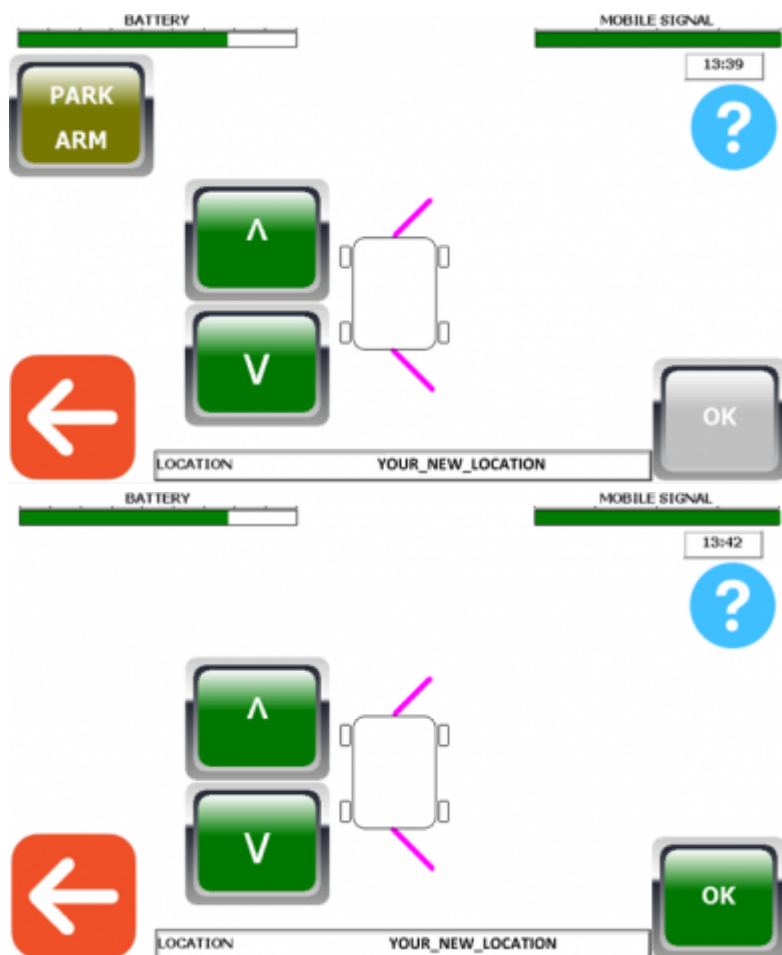 BATTERY
MOBILE SIGNAL
13:39
PARK
ARM
?
^
V
OK
LOCATION YOUR_NEW_LOCATION
BATTERY
MOBILE SIGNAL
13:42
?
^
V
OK
LOCATION YOUR_NEW_LOCATION